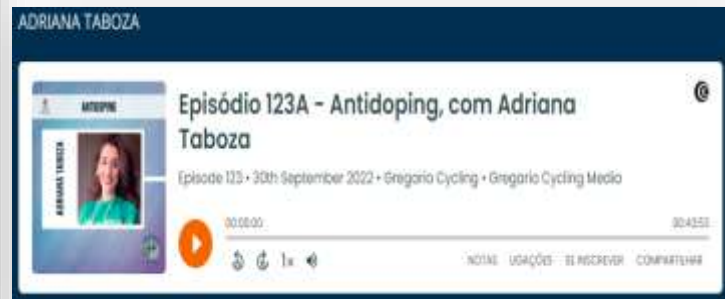 ADRIANA TABOZA
ANTIDOPING
ADRIANA TABOZA
Episódio 123A - Antidoping, com Adriana
Taboza
Episode 123 • 30th September 2022 • Gregario Cycling • Gregario Cycling Media
00:00:00
00:43:53
1x
NOTAS LIGAÇÕES SE INSCREVER COMPARTILHAR